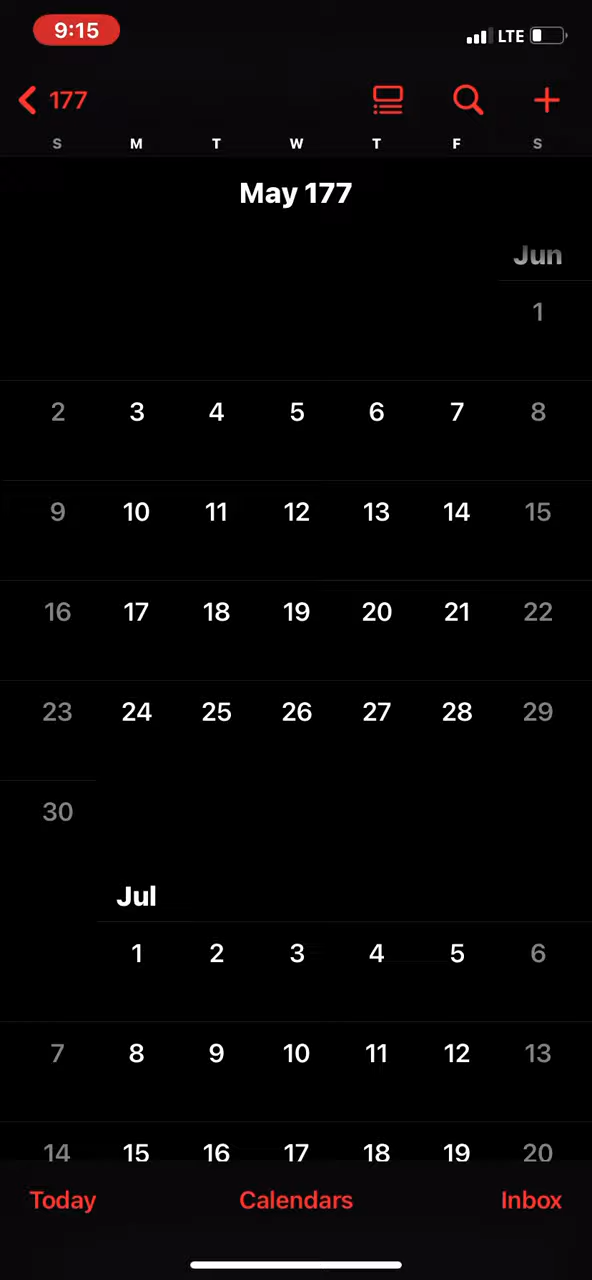 9:15 LTE
177
S M T W T F S
May 177
Jun
1
2 3 4 5 6 7 8
9 10 11 12 13 14 15
16 17 18 19 20 21 22
23 24 25 26 27 28 29
30
Jul
1 2 3 4 5 6
7 8 9 10 11 12 13
14 15 16 17 18 19 20
Today Calendars Inbox